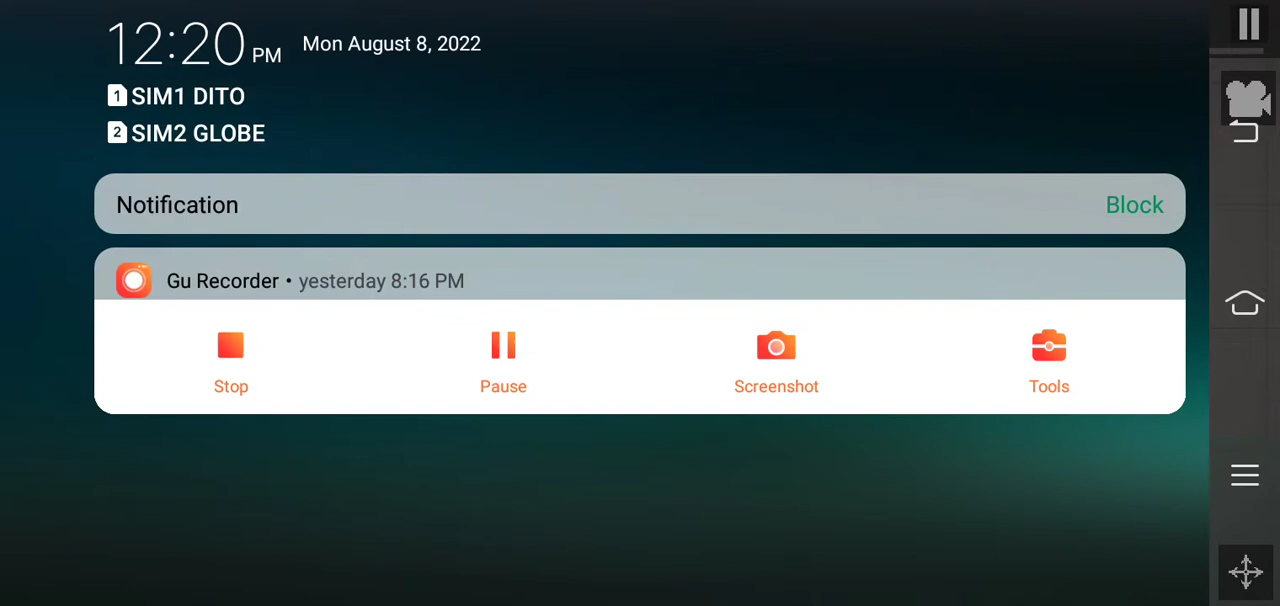 12:20 PM Mon August 8, 2022
1 SIM1 DITO
2 SIM2 GLOBE
Notification Block
Gu Recorder • yesterday 8:16 PM
Stop Pause Screenshot Tools